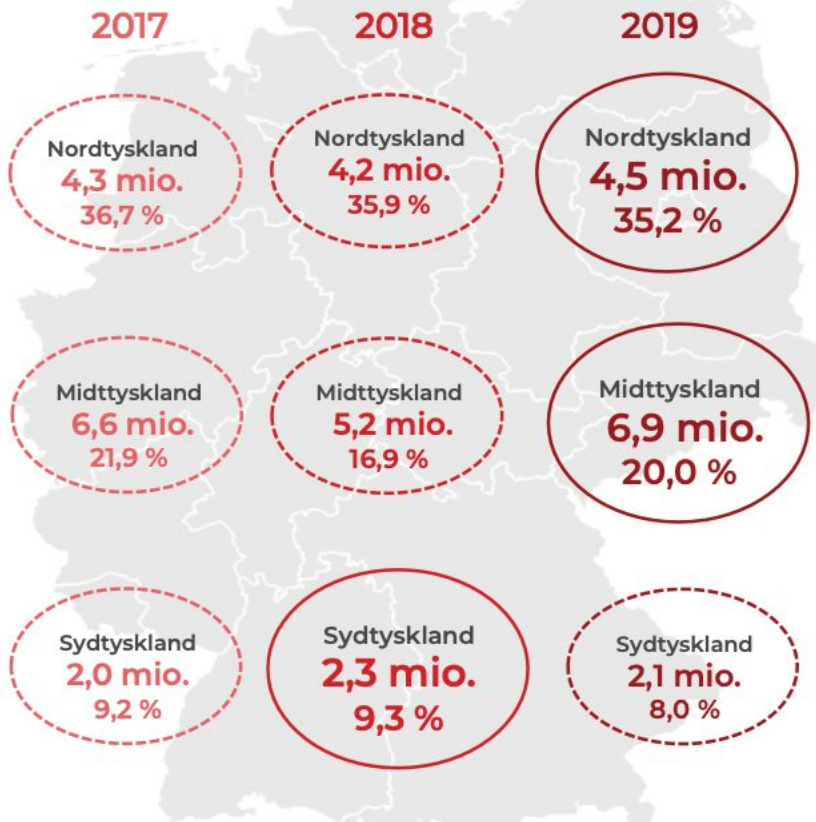 2017
2018
2019
Nordtyskland
4,3 mio.
36,7 %
Nordtyskland
4,2 mio.
35,9 %
Nordtyskland
4,5 mio.
35,2 %
Midttyskland
6,6 mio.
21,9 %
Midttyskland
5,2 mio.
16,9 %
Midttyskland
6,9 mio.
20,0 %
Sydtyskland
2,0 mio.
9,2 %
Sydtyskland
2,3 mio.
9,3 %
Sydtyskland
2,1 mio.
8,0 %